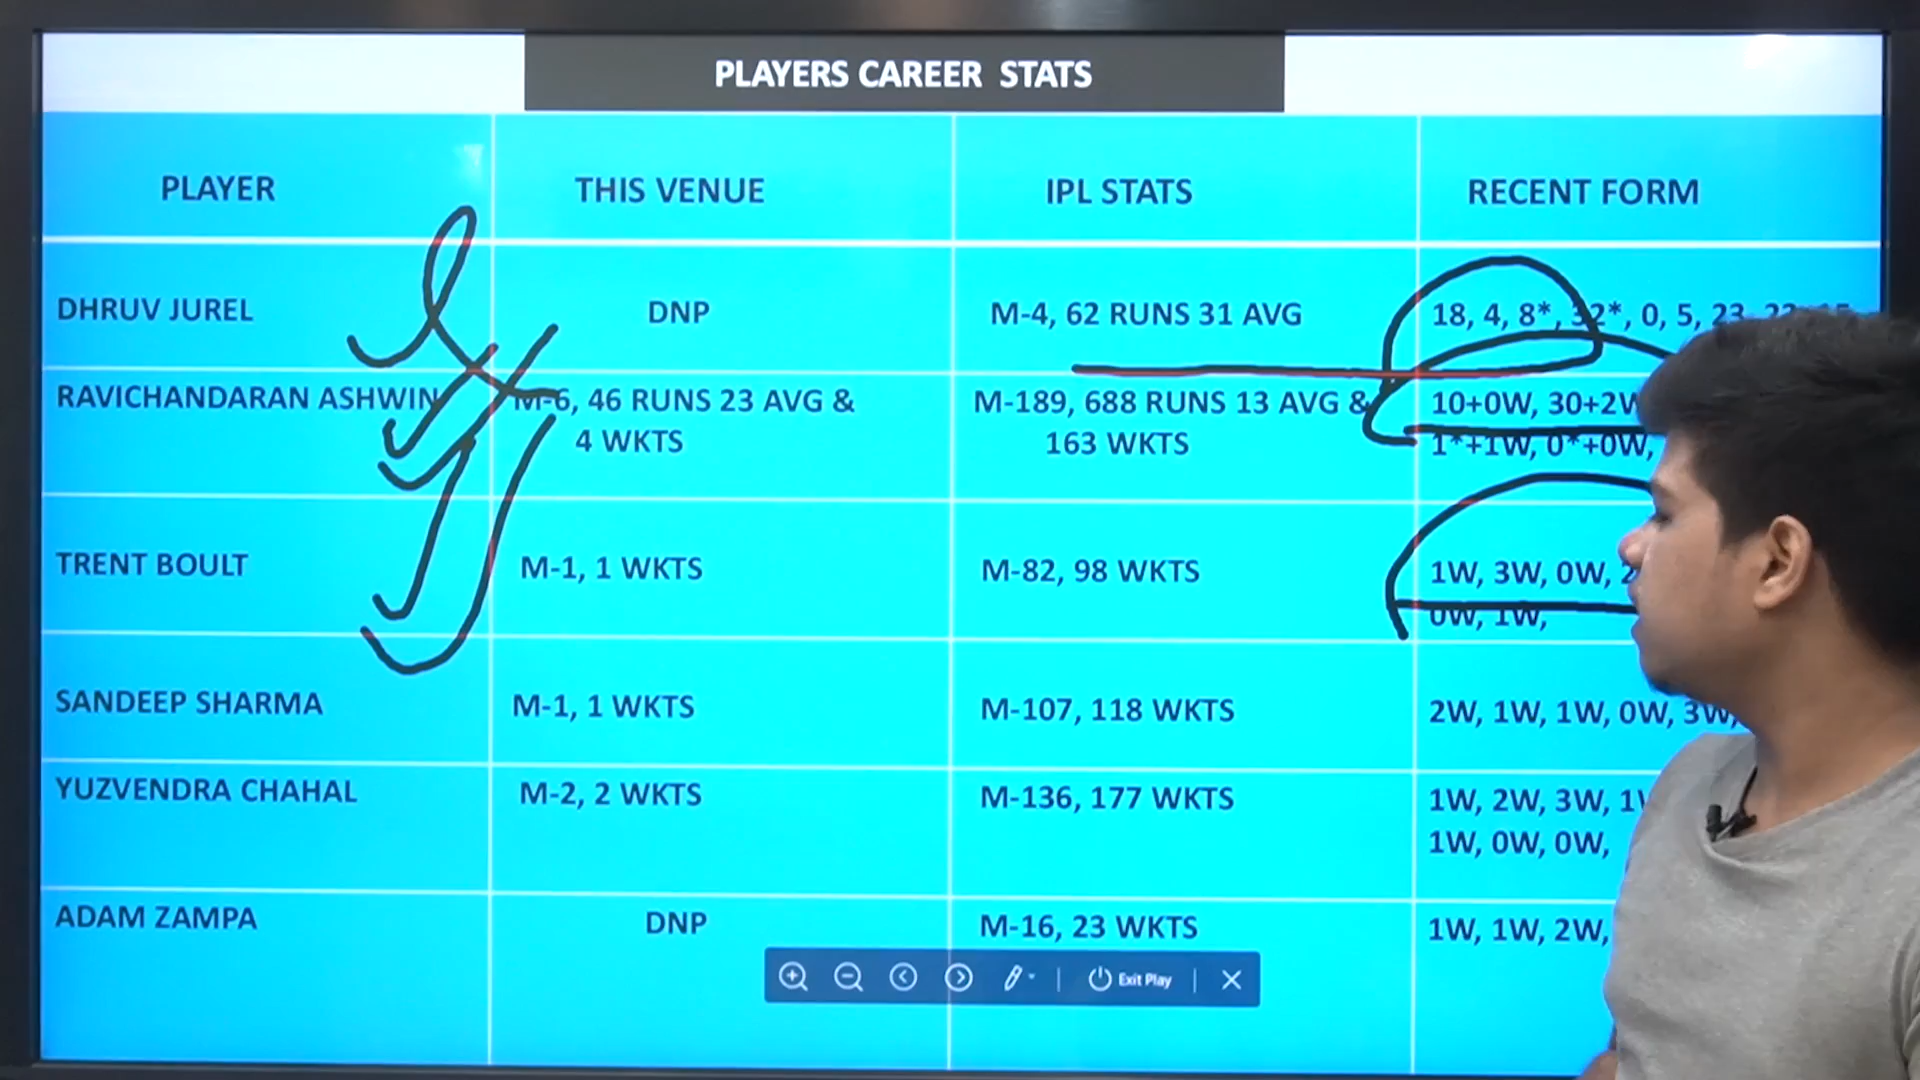 PLAYERS CAREER STATS
PLAYER THIS VENUE IPL STATS RECENT FORM
DHRUV JUREL DNP M-4, 62 RUNS 31 AVG 18, 4, 8*, 32*, 0, 5, 23,
RAVICHANDARAN ASHWIN M-6, 46 RUNS 23 AVG & M-189, 688 RUNS 13 AVG & 10+0W, 30+2W
4 WKTS 163 WKTS 1*+1W, 0*+0W,
TRENT BOULT M-1, 1 WKTS M-82, 98 WKTS 1W, 3W, 0W,
0W, 1W,
SANDEEP SHARMA M-1, 1 WKTS M-107, 118 WKTS 2W, 1W, 1W, 0W, 3W,
YUZVENDRA CHAHAL M-2, 2 WKTS M-136, 177 WKTS 1W, 2W, 3W,
1W, 0W, 0W,
ADAM ZAMPA DNP M-16, 23 WKTS 1W, 1W, 2W,
Exit Play